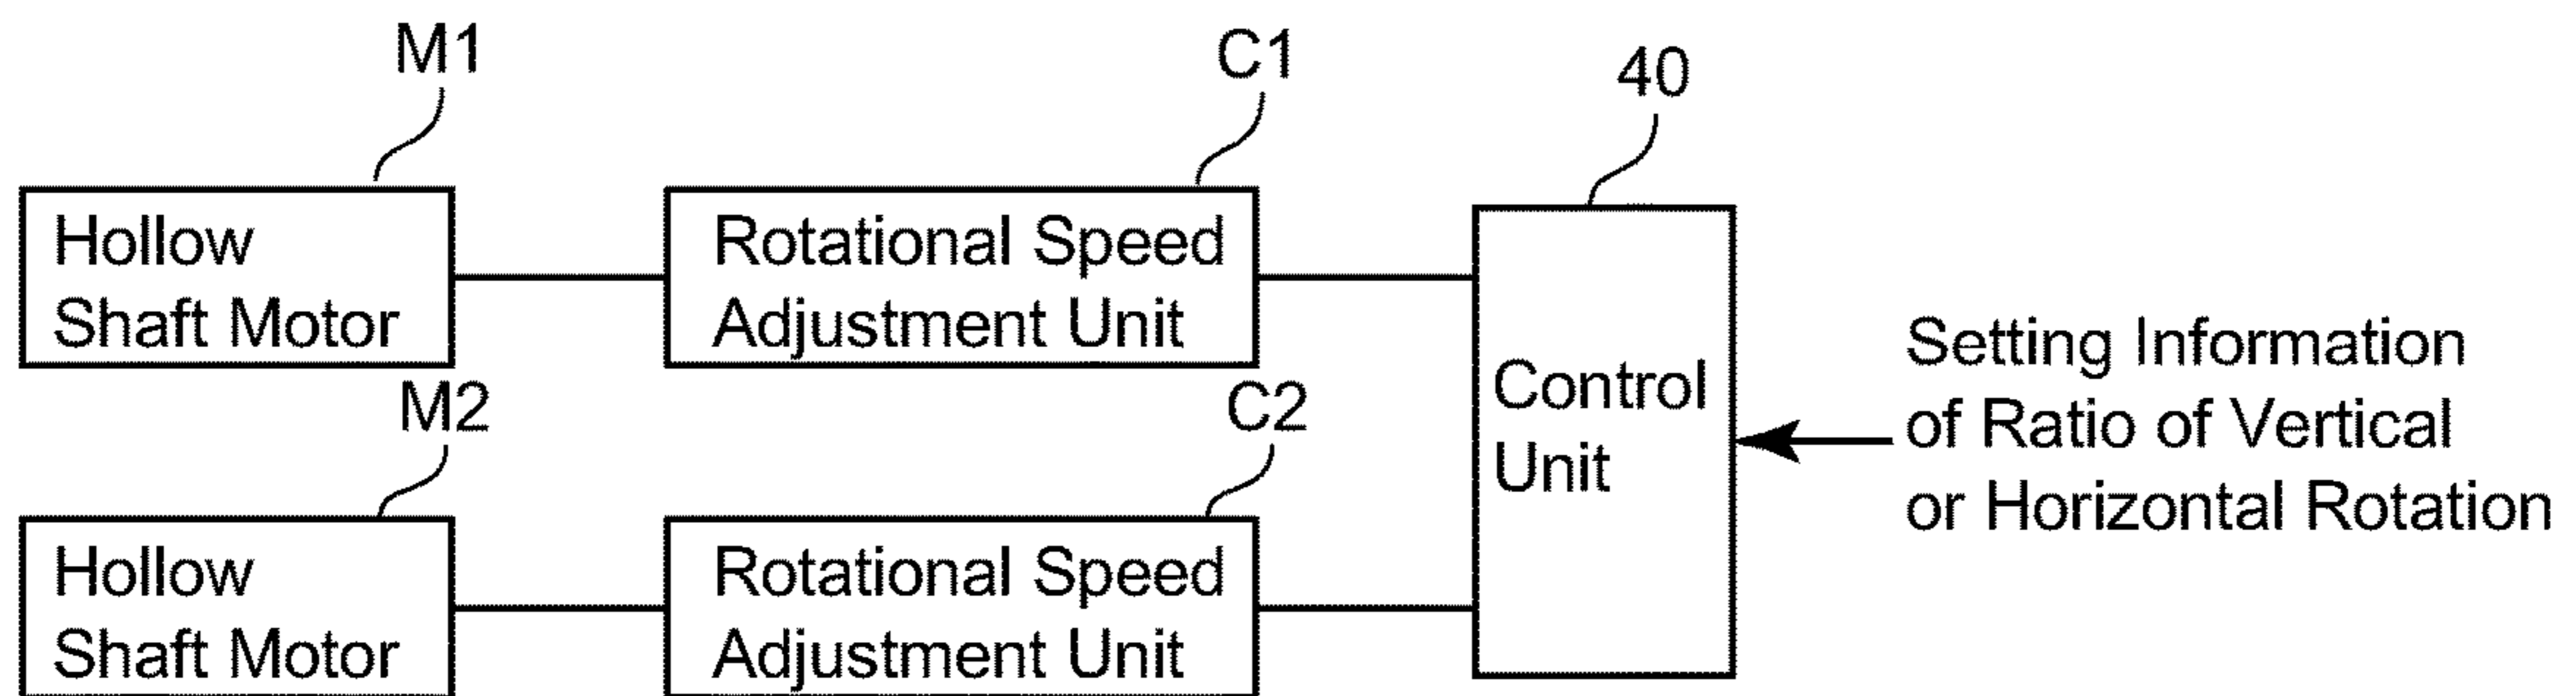 M1
C1
40
Hollow
Shaft Motor
Rotational Speed
Adjustment Unit
M2
C2
Control
Unit
Setting Information
of Ratio of Vertical
or Horizontal Rotation
Hollow
Shaft Motor
Rotational Speed
Adjustment Unit